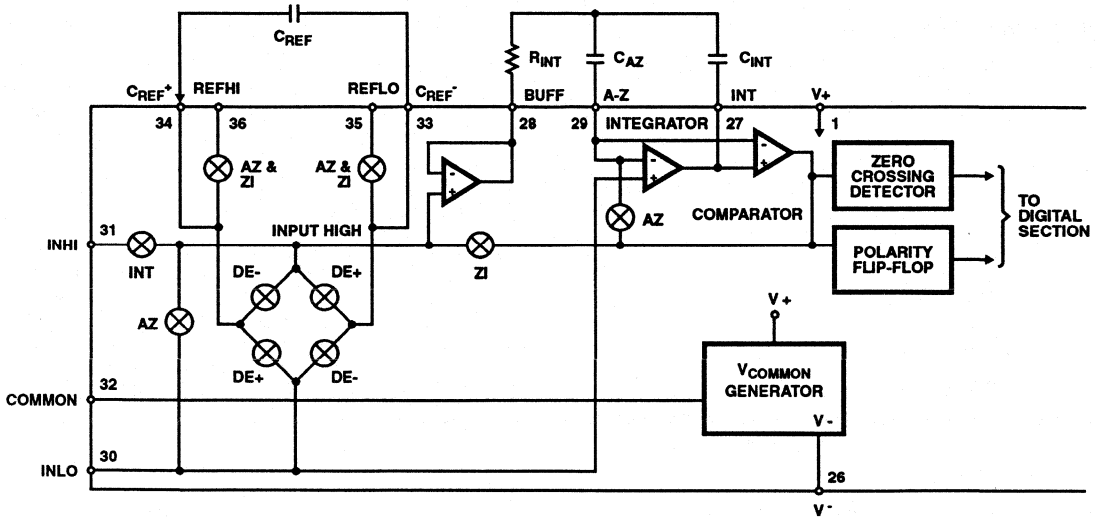 CREF
RINT
CAZ
CINT
CREF+ REFHI REFLO CREF- BUFF A-Z INT V+
34 36 35 33 28 29 INTEGRATOR 27 1
AZ & ZI
AZ & ZI
- +
- +
- +
ZERO
CROSSING
DETECTOR
AZ
COMPARATOR
TO
DIGITAL
SECTION
31
INHI
INPUT HIGH
INT
ZI
POLARITY
FLIP-FLOP
DE- DE+
AZ
V+
DE+ DE-
32
COMMON
VCOMMON
GENERATOR
V-
30
INLO
26
V-